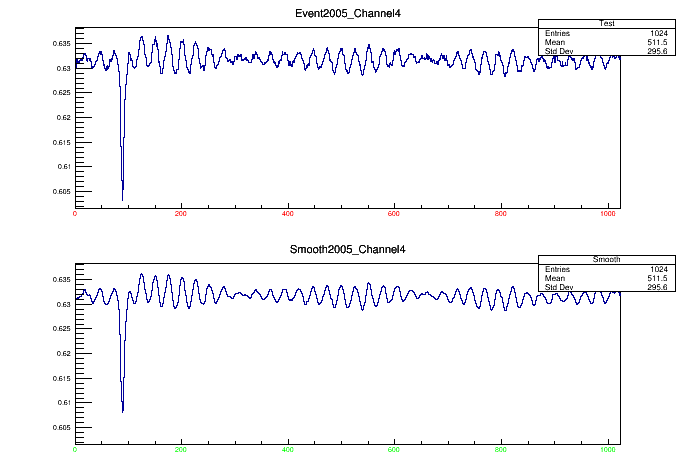 Event2005_Channel4
Test
Entries 1024
Mean 511.5
Std Dev 295.6
0.635
0.63
0.625
0.62
0.615
0.61
0.605
0 200 400 600 800 1000
Smooth2005_Channel4
Smooth
Entries 1024
Mean 511.5
Std Dev 295.6
0.635
0.63
0.625
0.62
0.615
0.61
0.605
0 200 400 600 800 1000